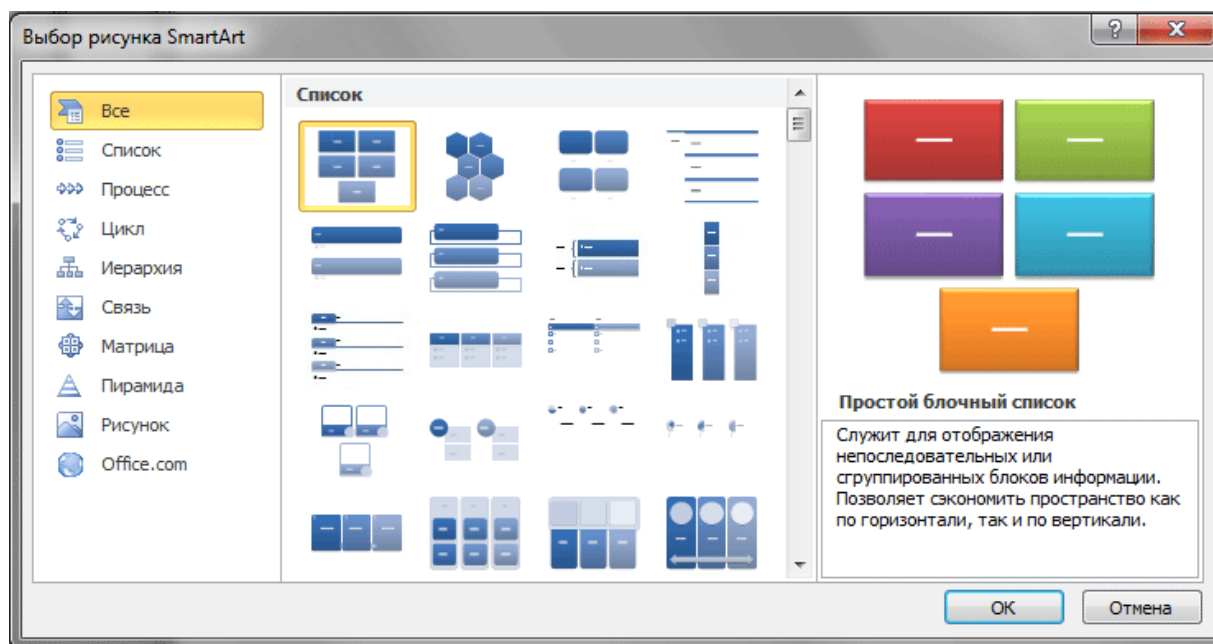 Выбор рисунка SmartArt
Все
Список
Процесс
Цикл
Иерархия
Связь
Матрица
Пирамида
Рисунок
Office.com
Список
Простой блочный список
Служит для отображения
непоследовательных или
сгруппированных блоков информации.
Позволяет сэкономить пространство как
по горизонтали, так и по вертикали.
OK
Отмена